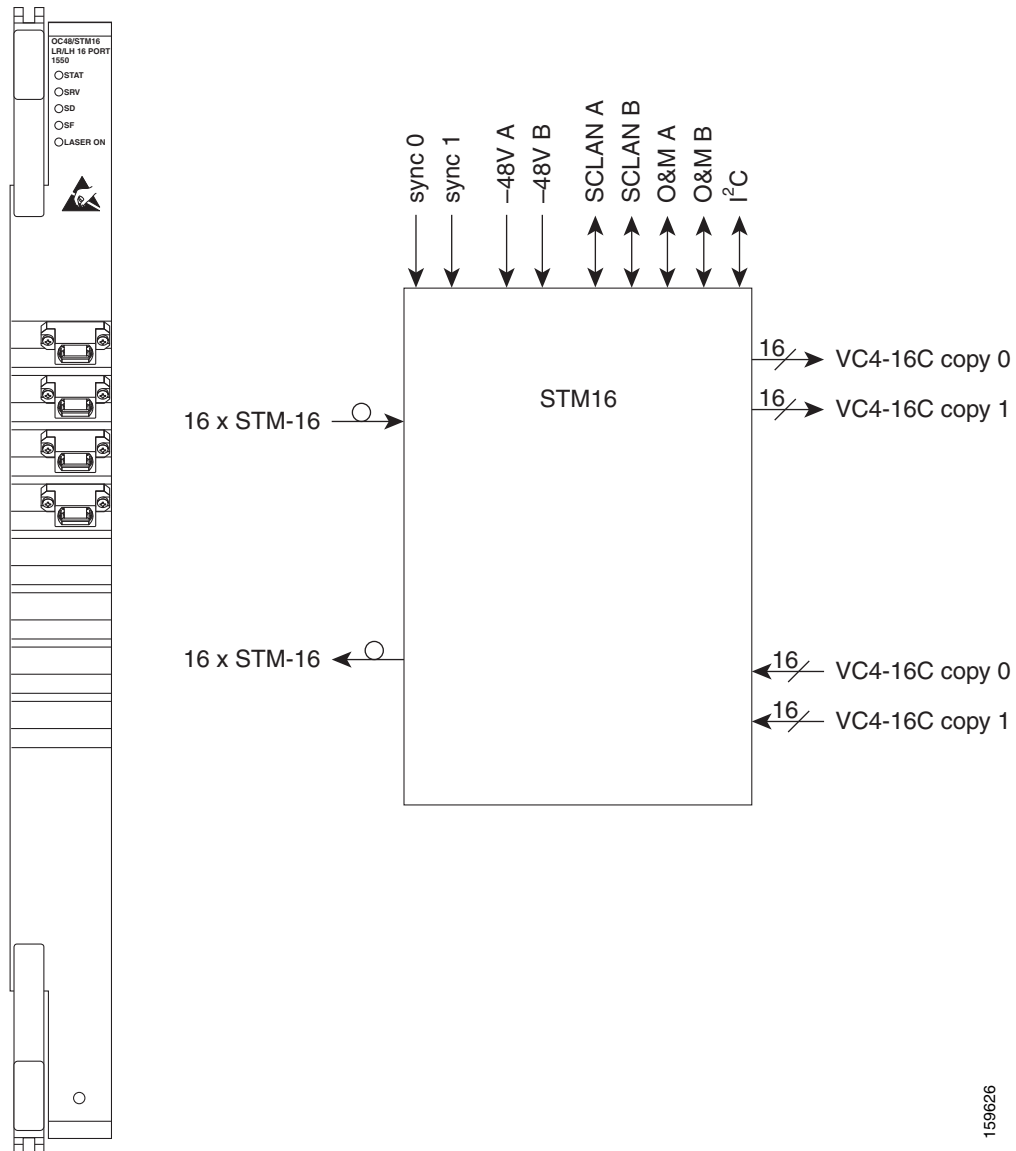 OC48/STM16
LR/LH 16 PORT
1550
STAT
SRV
SD
SF
LASER ON
sync 0
sync 1
–48V A
–48V B
SCLAN A
SCLAN B
O&M A
O&M B
I²C
STM16
16 x STM-16
16 x STM-16
16
VC4-16C copy 0
16
VC4-16C copy 1
16
VC4-16C copy 0
16
VC4-16C copy 1
159626